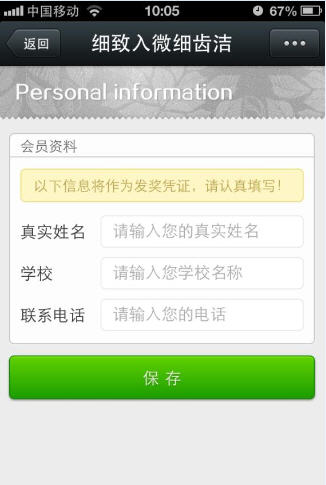 中国移动 10:05 67%
返回 细致入微细齿洁
Personal information
会员资料
以下信息将作为发奖凭证，请认真填写！
真实姓名 请输入您的真实姓名
学校 请输入您学校名称
联系电话 请输入您的电话
保存